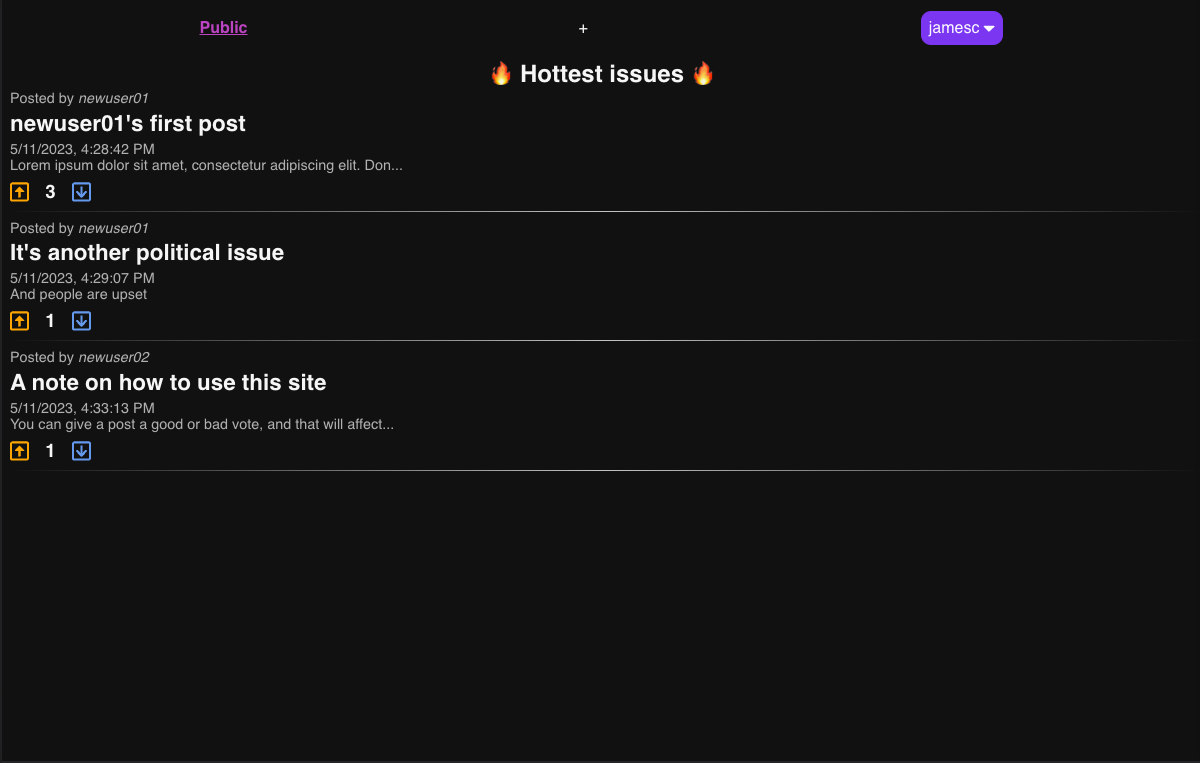 Public
+
jamesc
🔥 Hottest issues 🔥
Posted by newuser01
newuser01's first post
5/11/2023, 4:28:42 PM
Lorem ipsum dolor sit amet, consectetur adipiscing elit. Don...
3
Posted by newuser01
It's another political issue
5/11/2023, 4:29:07 PM
And people are upset
1
Posted by newuser02
A note on how to use this site
5/11/2023, 4:33:13 PM
You can give a post a good or bad vote, and that will affect...
1